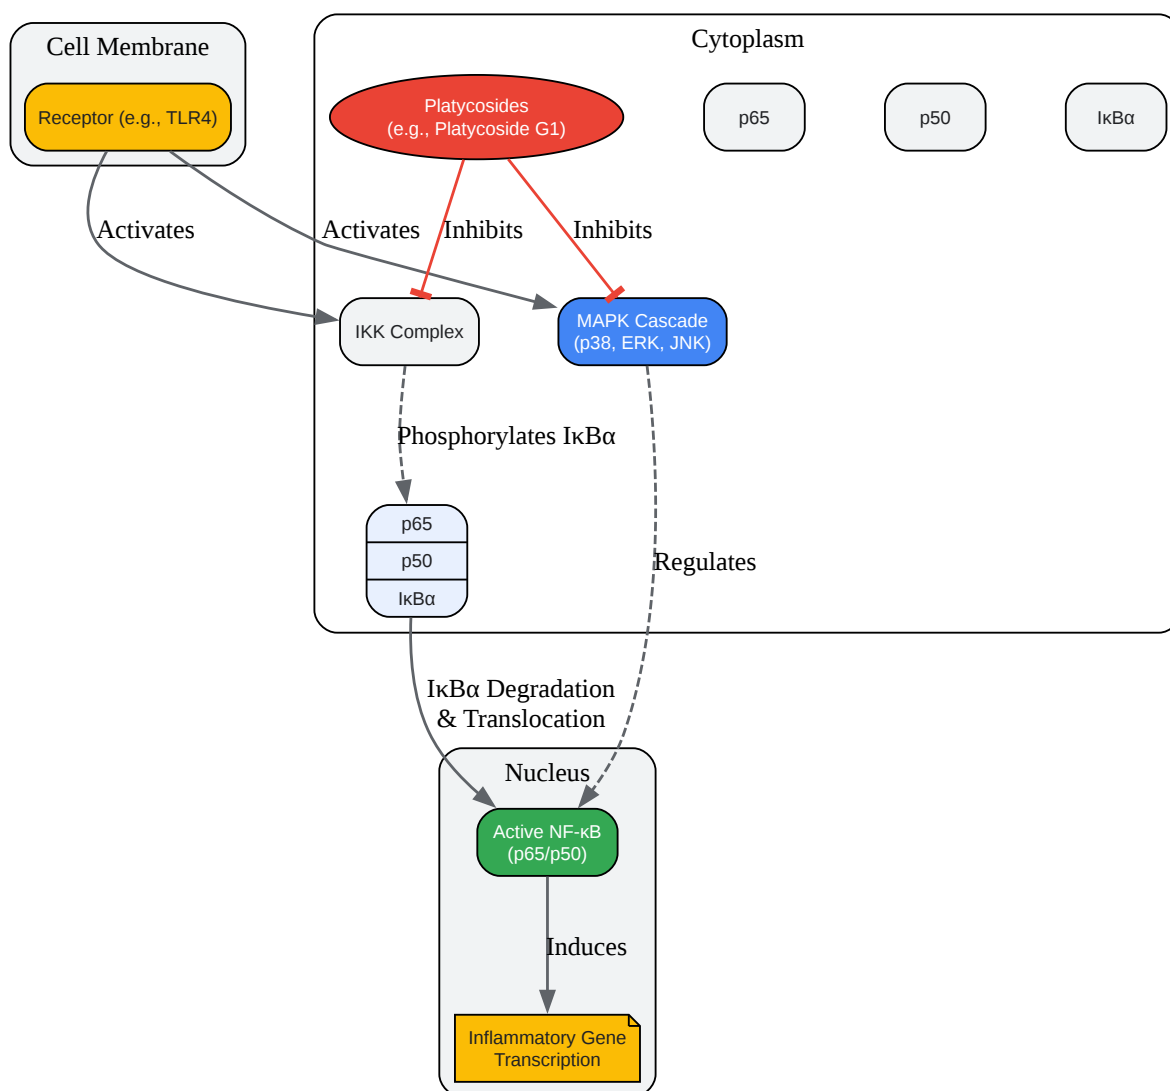 Cell Membrane
Cytoplasm
Receptor (e.g., TLR4)
Platycosides
(e.g., Platycoside G1)
p65
p50
IκBα
Activates
Activates
Inhibits
Inhibits
IKK Complex
MAPK Cascade
(p38, ERK, JNK)
Phosphorylates IκBα
p65
p50
IκBα
Regulates
IκBα Degradation
& Translocation
Nucleus
Active NF-κB
(p65/p50)
Induces
Inflammatory Gene
Transcription